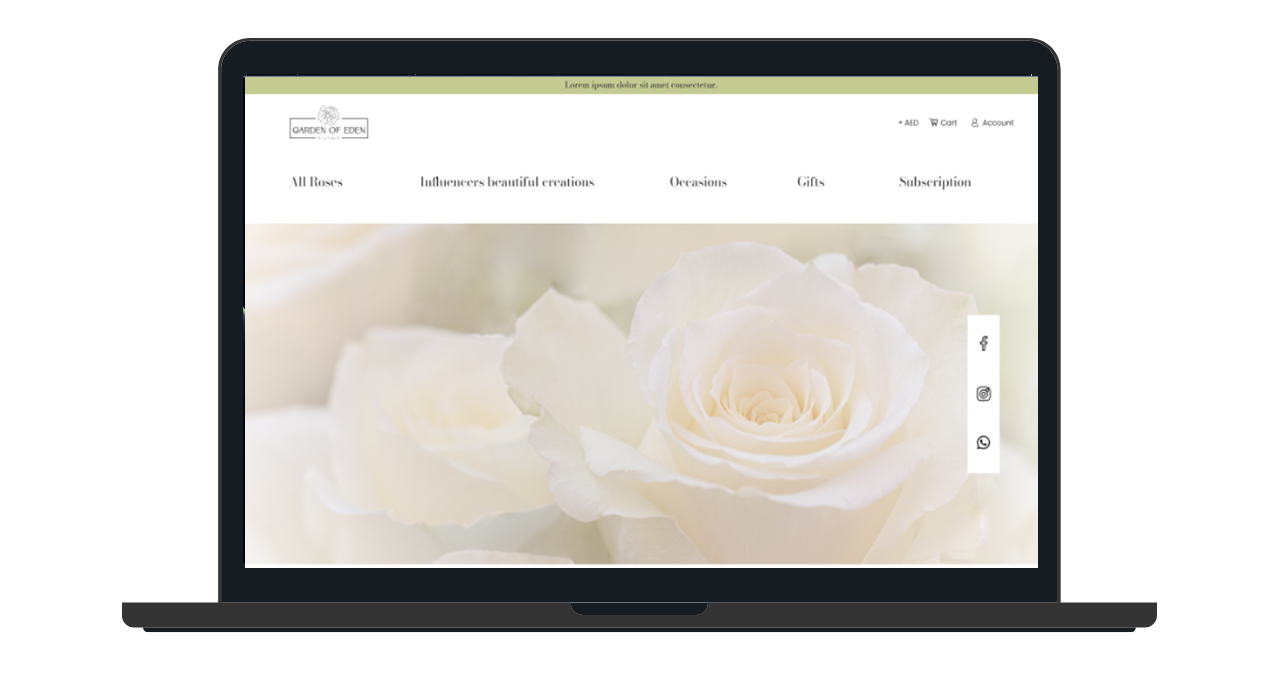 Lorem ipsum dolor sit amet consectetur.
GARDEN OF EDEN
AED Cart Account
All Roses Influencers beautiful creations Occasions Gifts Subscription